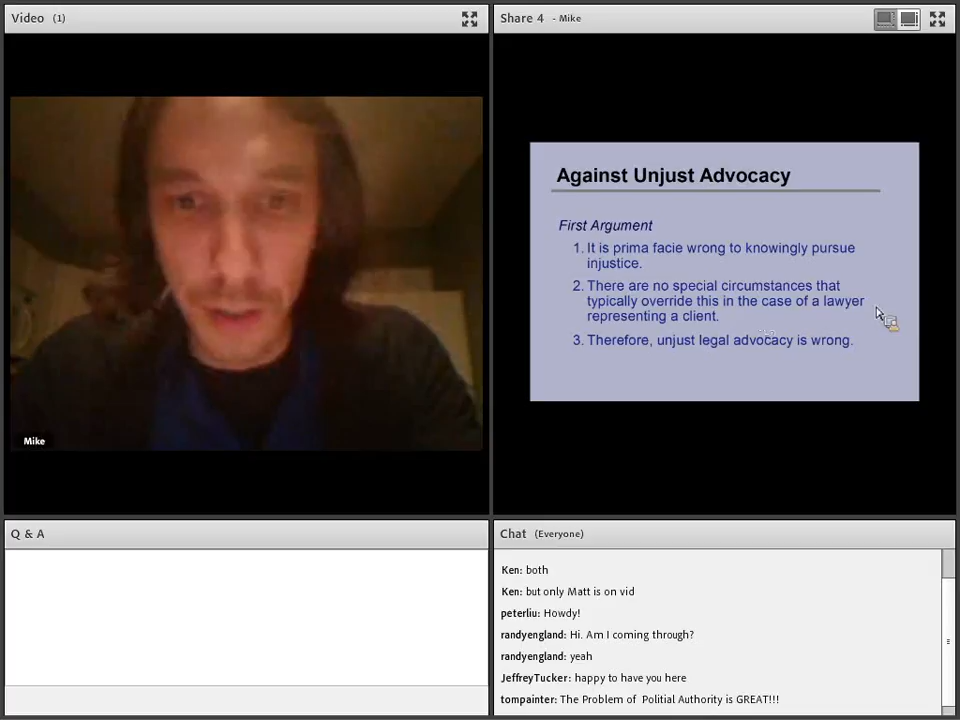 Video (1)
Mike
Share 4 - Mike
Against Unjust Advocacy
First Argument
1. It is prima facie wrong to knowingly pursue
injustice.
2. There are no special circumstances that
typically override this in the case of a lawyer
representing a client.
3. Therefore, unjust legal advocacy is wrong.
Q & A
Chat (Everyone)
Ken: both
Ken: but only Matt is on vid
peterliu: Howdy!
randyengland: Hi. Am I coming through?
randyengland: yeah
JeffreyTucker: happy to have you here
tompainter: The Problem of Politial Authority is GREAT!!!